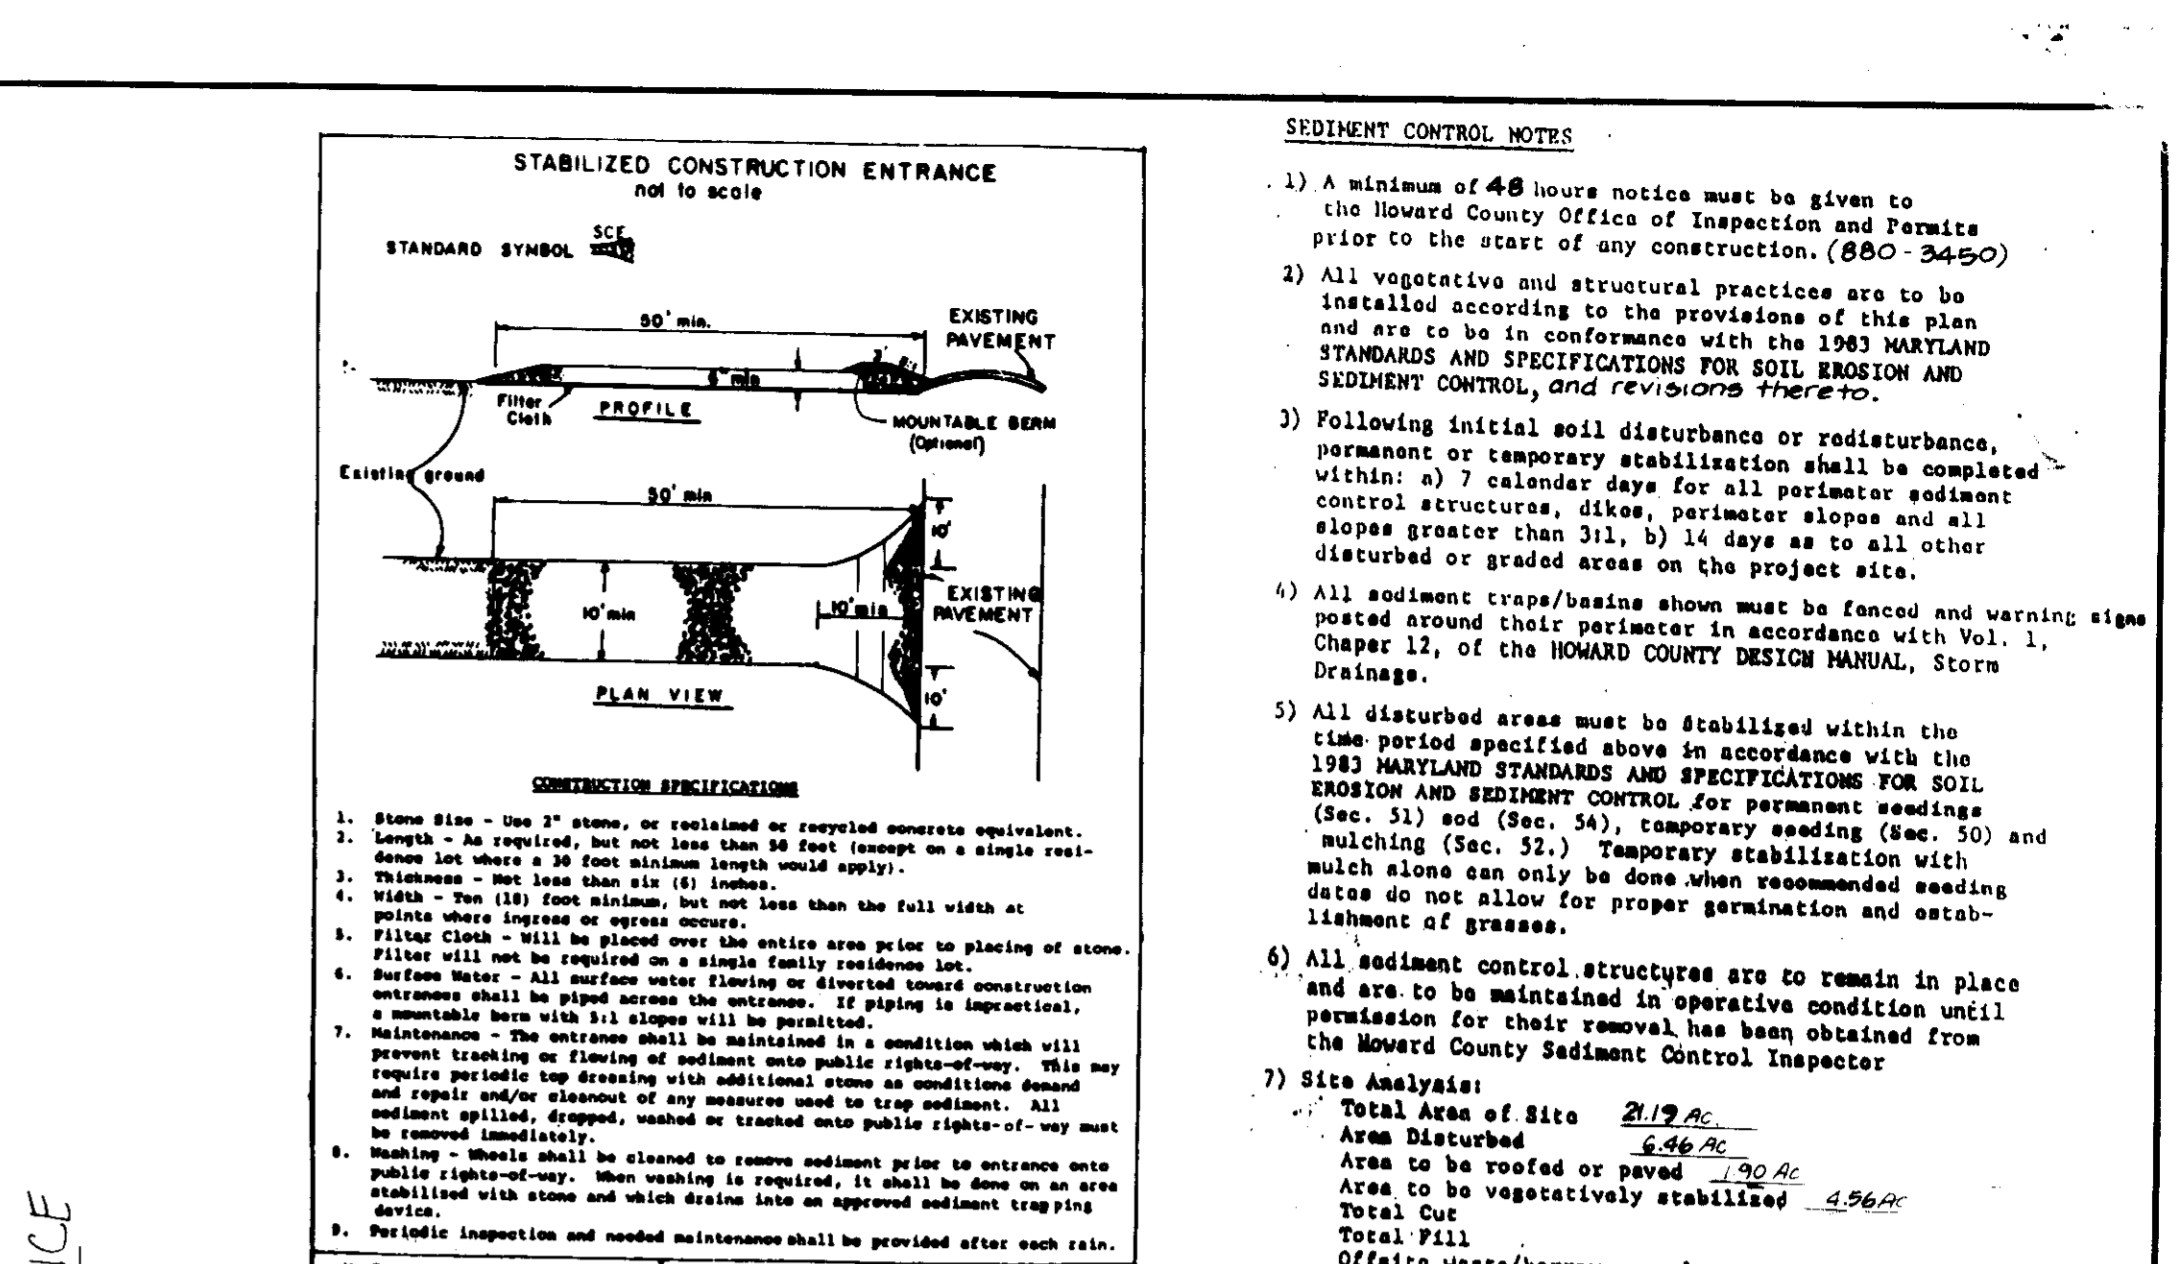 STABILIZED CONSTRUCTION ENTRANCE
not to scale
STANDARD SYMBOL
SCE
50' min.
EXISTING
PAVEMENT
6" min
Filter
Cloth
PROFILE
MOUNTABLE BERM
(Optional)
Existing ground
50' min
10'
10' min
10' min
EXISTING
PAVEMENT
10'
PLAN VIEW
CONSTRUCTION SPECIFICATIONS
1. Stone Size - Use 2" stone, or reclaimed or recycled concrete equivalent.
2. Length - As required, but not less than 50 feet (except on a single resi-
dence lot where a 30 foot minimum length would apply).
3. Thickness - Not less than six (6) inches.
4. Width - Ten (10) foot minimum, but not less than the full width at
points where ingress or egress occurs.
5. Filter Cloth - Will be placed over the entire area prior to placing of stone.
Filter will not be required on a single family residence lot.
6. Surface Water - All surface water flowing or diverted toward construction
entrances shall be piped across the entrance. If piping is impractical,
a mountable berm with 5:1 slopes will be permitted.
7. Maintenance - The entrance shall be maintained in a condition which will
prevent tracking or flowing of sediment onto public rights-of-way. This may
require periodic top dressing with additional stone as conditions demand
and repair and/or cleanout of any measures used to trap sediment. All
sediment spilled, dropped, washed or tracked onto public rights-of-way must
be removed immediately.
8. Washing - Wheels shall be cleaned to remove sediment prior to entrance onto
public rights-of-way. When washing is required, it shall be done on an area
stabilized with stone and which drains into an approved sediment trapping
device.
9. Periodic inspection and needed maintenance shall be provided after each rain.
SEDIMENT CONTROL NOTES
1) A minimum of 48 hours notice must be given to
the Howard County Office of Inspection and Permits
prior to the start of any construction. (880-3450)
2) All vegetative and structural practices are to be
installed according to the provisions of this plan
and are to be in conformance with the 1983 MARYLAND
STANDARDS AND SPECIFICATIONS FOR SOIL EROSION AND
SEDIMENT CONTROL, and revisions thereto.
3) Following initial soil disturbance or redisturbance,
permanent or temporary stabilization shall be completed
within: a) 7 calendar days for all perimeter sediment
control structures, dikes, perimeter slopes and all
slopes greater than 3:1, b) 14 days as to all other
disturbed or graded areas on the project site.
4) All sediment traps/basins shown must be fenced and warning signs
posted around their perimeter in accordance with Vol. 1,
Chaper 12, of the HOWARD COUNTY DESIGN MANUAL, Storm
Drainage.
5) All disturbed areas must be stabilized within the
time period specified above in accordance with the
1983 MARYLAND STANDARDS AND SPECIFICATIONS FOR SOIL
EROSION AND SEDIMENT CONTROL for permanent seedings
(Sec. 51) sod (Sec. 54), temporary seeding (Sec. 50) and
mulching (Sec. 52.) Temporary stabilization with
mulch alone can only be done when recommended seeding
dates do not allow for proper germination and estab-
lishment of grasses.
6) All sediment control structures are to remain in place
and are to be maintained in operative condition until
permission for their removal has been obtained from
the Howard County Sediment Control Inspector
7) Site Analysis:
Total Area of Site 21.19 AC.
Area Disturbed 6.46 AC
Area to be roofed or paved 1.90 AC
Area to be vegetatively stabilized 4.56 AC
Total Cut
Total Fill